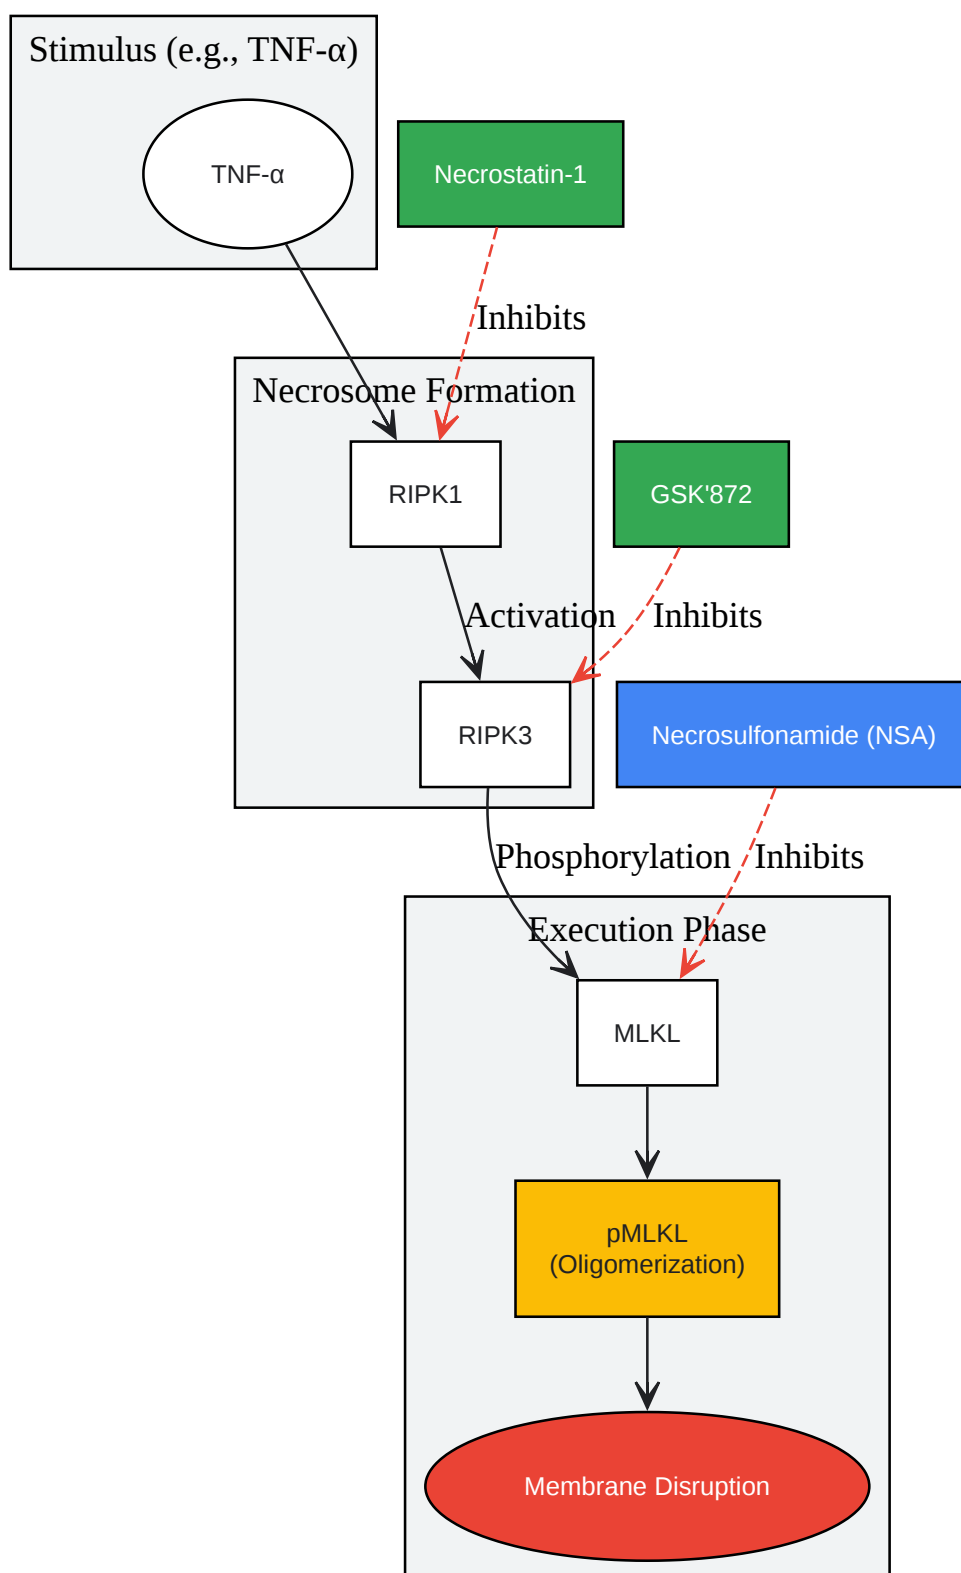 Stimulus (e.g., TNF-α)
TNF-α
Necrostatin-1
Inhibits
Necrosome Formation
RIPK1
GSK'872
Activation
Inhibits
RIPK3
Necrosulfonamide (NSA)
Phosphorylation
Inhibits
Execution Phase
MLKL
pMLKL
(Oligomerization)
Membrane Disruption